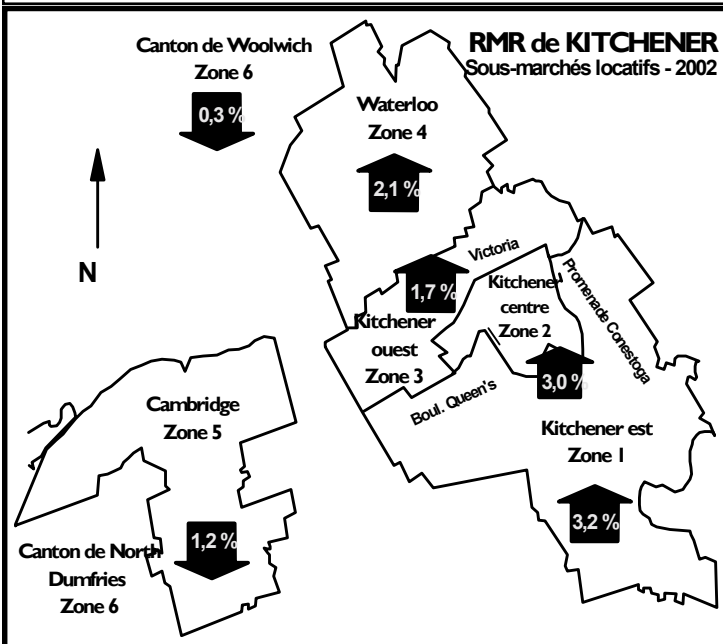 RMR de KITCHENER
Sous-marchés locatifs - 2002
Canton de Woolwich
Zone 6
0,3 %
Waterloo
Zone 4
2,1 %
N
Victoria
Promenade Conestoga
1,7 %
Kitchener
ouest
Zone 3
Kitchener
centre
Zone 2
3,0 %
Boul. Queen's
Cambridge
Zone 5
Kitchener est
Zone 1
3,2 %
1,2 %
Canton de North
Dumfries
Zone 6